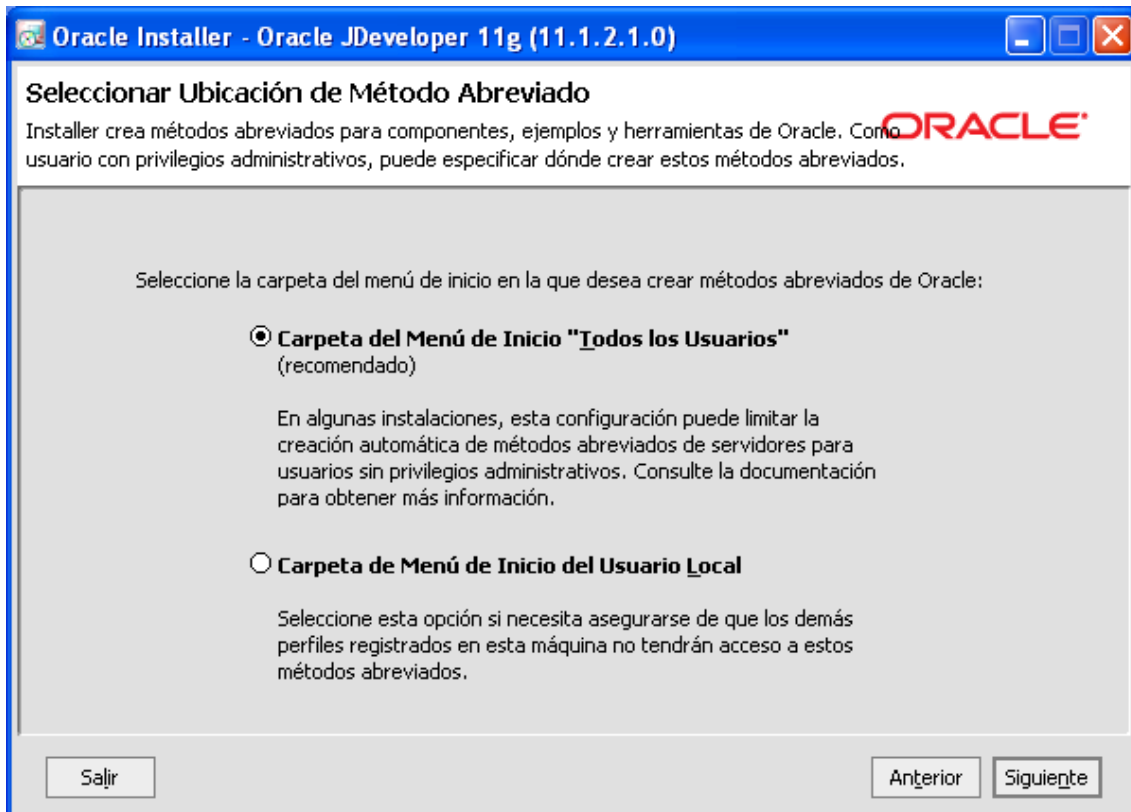 Oracle Installer - Oracle JDeveloper 11g (11.1.2.1.0)
Seleccionar Ubicación de Método Abreviado
Installer crea métodos abreviados para componentes, ejemplos y herramientas de Oracle. Como
usuario con privilegios administrativos, puede especificar dónde crear estos métodos abreviados.
ORACLE
Seleccione la carpeta del menú de inicio en la que desea crear métodos abreviados de Oracle:
Carpeta del Menú de Inicio "Todos los Usuarios"
(recomendado)
En algunas instalaciones, esta configuración puede limitar la
creación automática de métodos abreviados de servidores para
usuarios sin privilegios administrativos. Consulte la documentación
para obtener más información.
Carpeta de Menú de Inicio del Usuario Local
Seleccione esta opción si necesita asegurarse de que los demás
perfiles registrados en esta máquina no tendrán acceso a estos
métodos abreviados.
Salir
Anterior
Siguiente